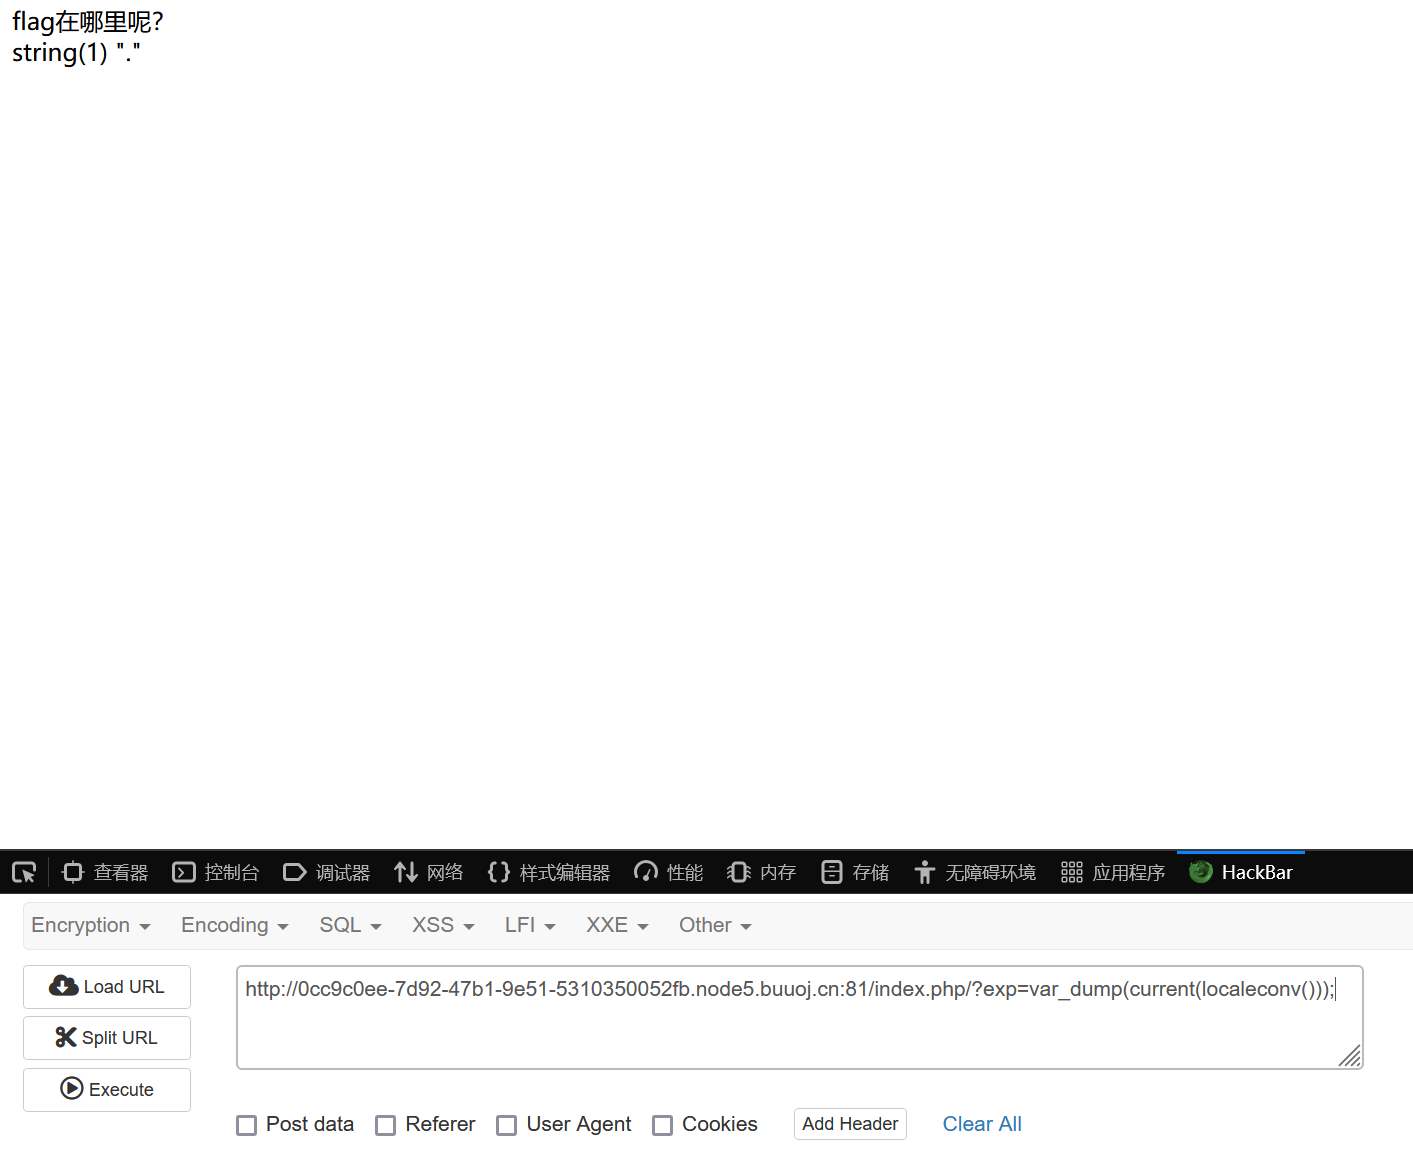 flag在哪里呢?
string(1) "."
查看器 控制台 调试器 网络 样式编辑器 性能 内存 存储 无障碍环境 应用程序 HackBar
Encryption Encoding SQL XSS LFI XXE Other
Load URL
http://0cc9c0ee-7d92-47b1-9e51-5310350052fb.node5.buuoj.cn:81/index.php/?exp=var_dump(current(localeconv()));
Split URL
Execute
Post data Referer User Agent Cookies Add Header Clear All